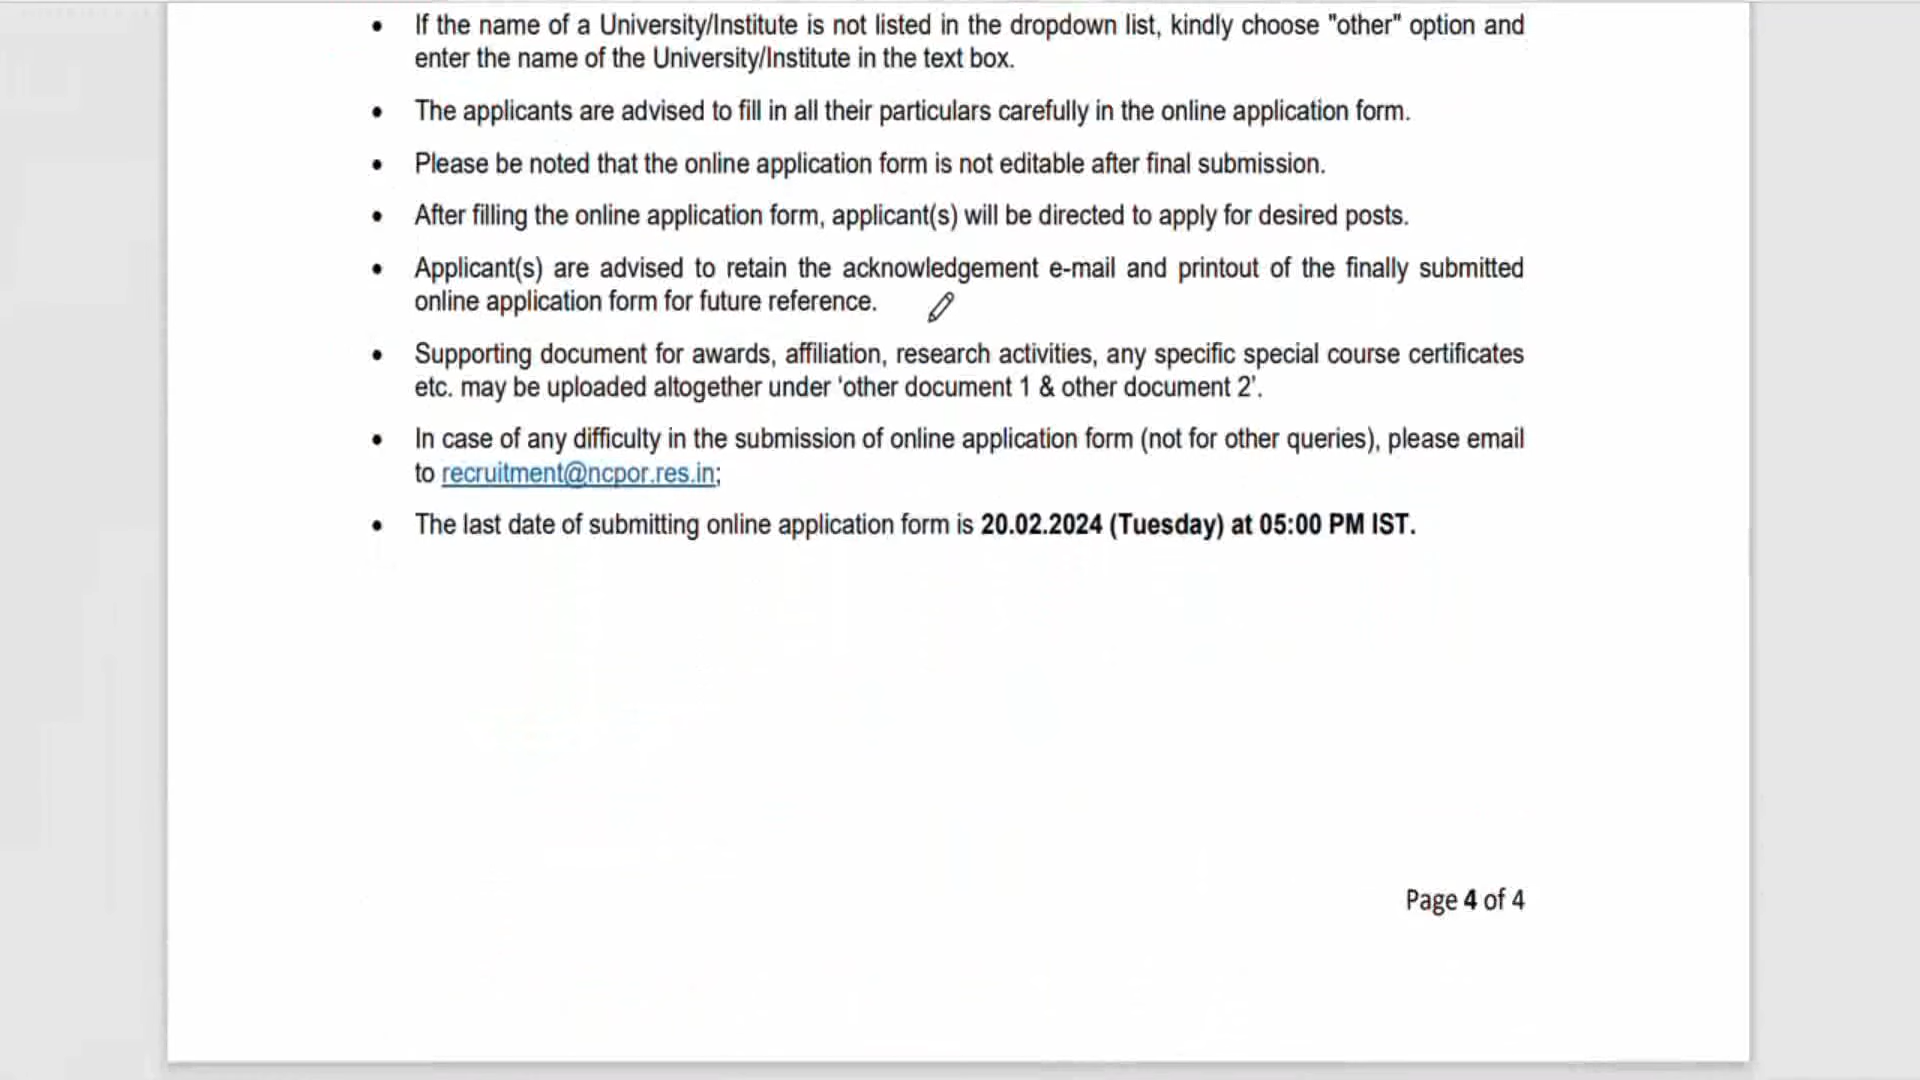 • If the name of a University/Institute is not listed in the dropdown list, kindly choose "other" option and
enter the name of the University/Institute in the text box.
• The applicants are advised to fill in all their particulars carefully in the online application form.
• Please be noted that the online application form is not editable after final submission.
• After filling the online application form, applicant(s) will be directed to apply for desired posts.
• Applicant(s) are advised to retain the acknowledgement e-mail and printout of the finally submitted
online application form for future reference.
• Supporting document for awards, affiliation, research activities, any specific special course certificates
etc. may be uploaded altogether under 'other document 1 & other document 2'.
• In case of any difficulty in the submission of online application form (not for other queries), please email
to recruitment@ncpor.res.in;
• The last date of submitting online application form is 20.02.2024 (Tuesday) at 05:00 PM IST.
Page 4 of 4